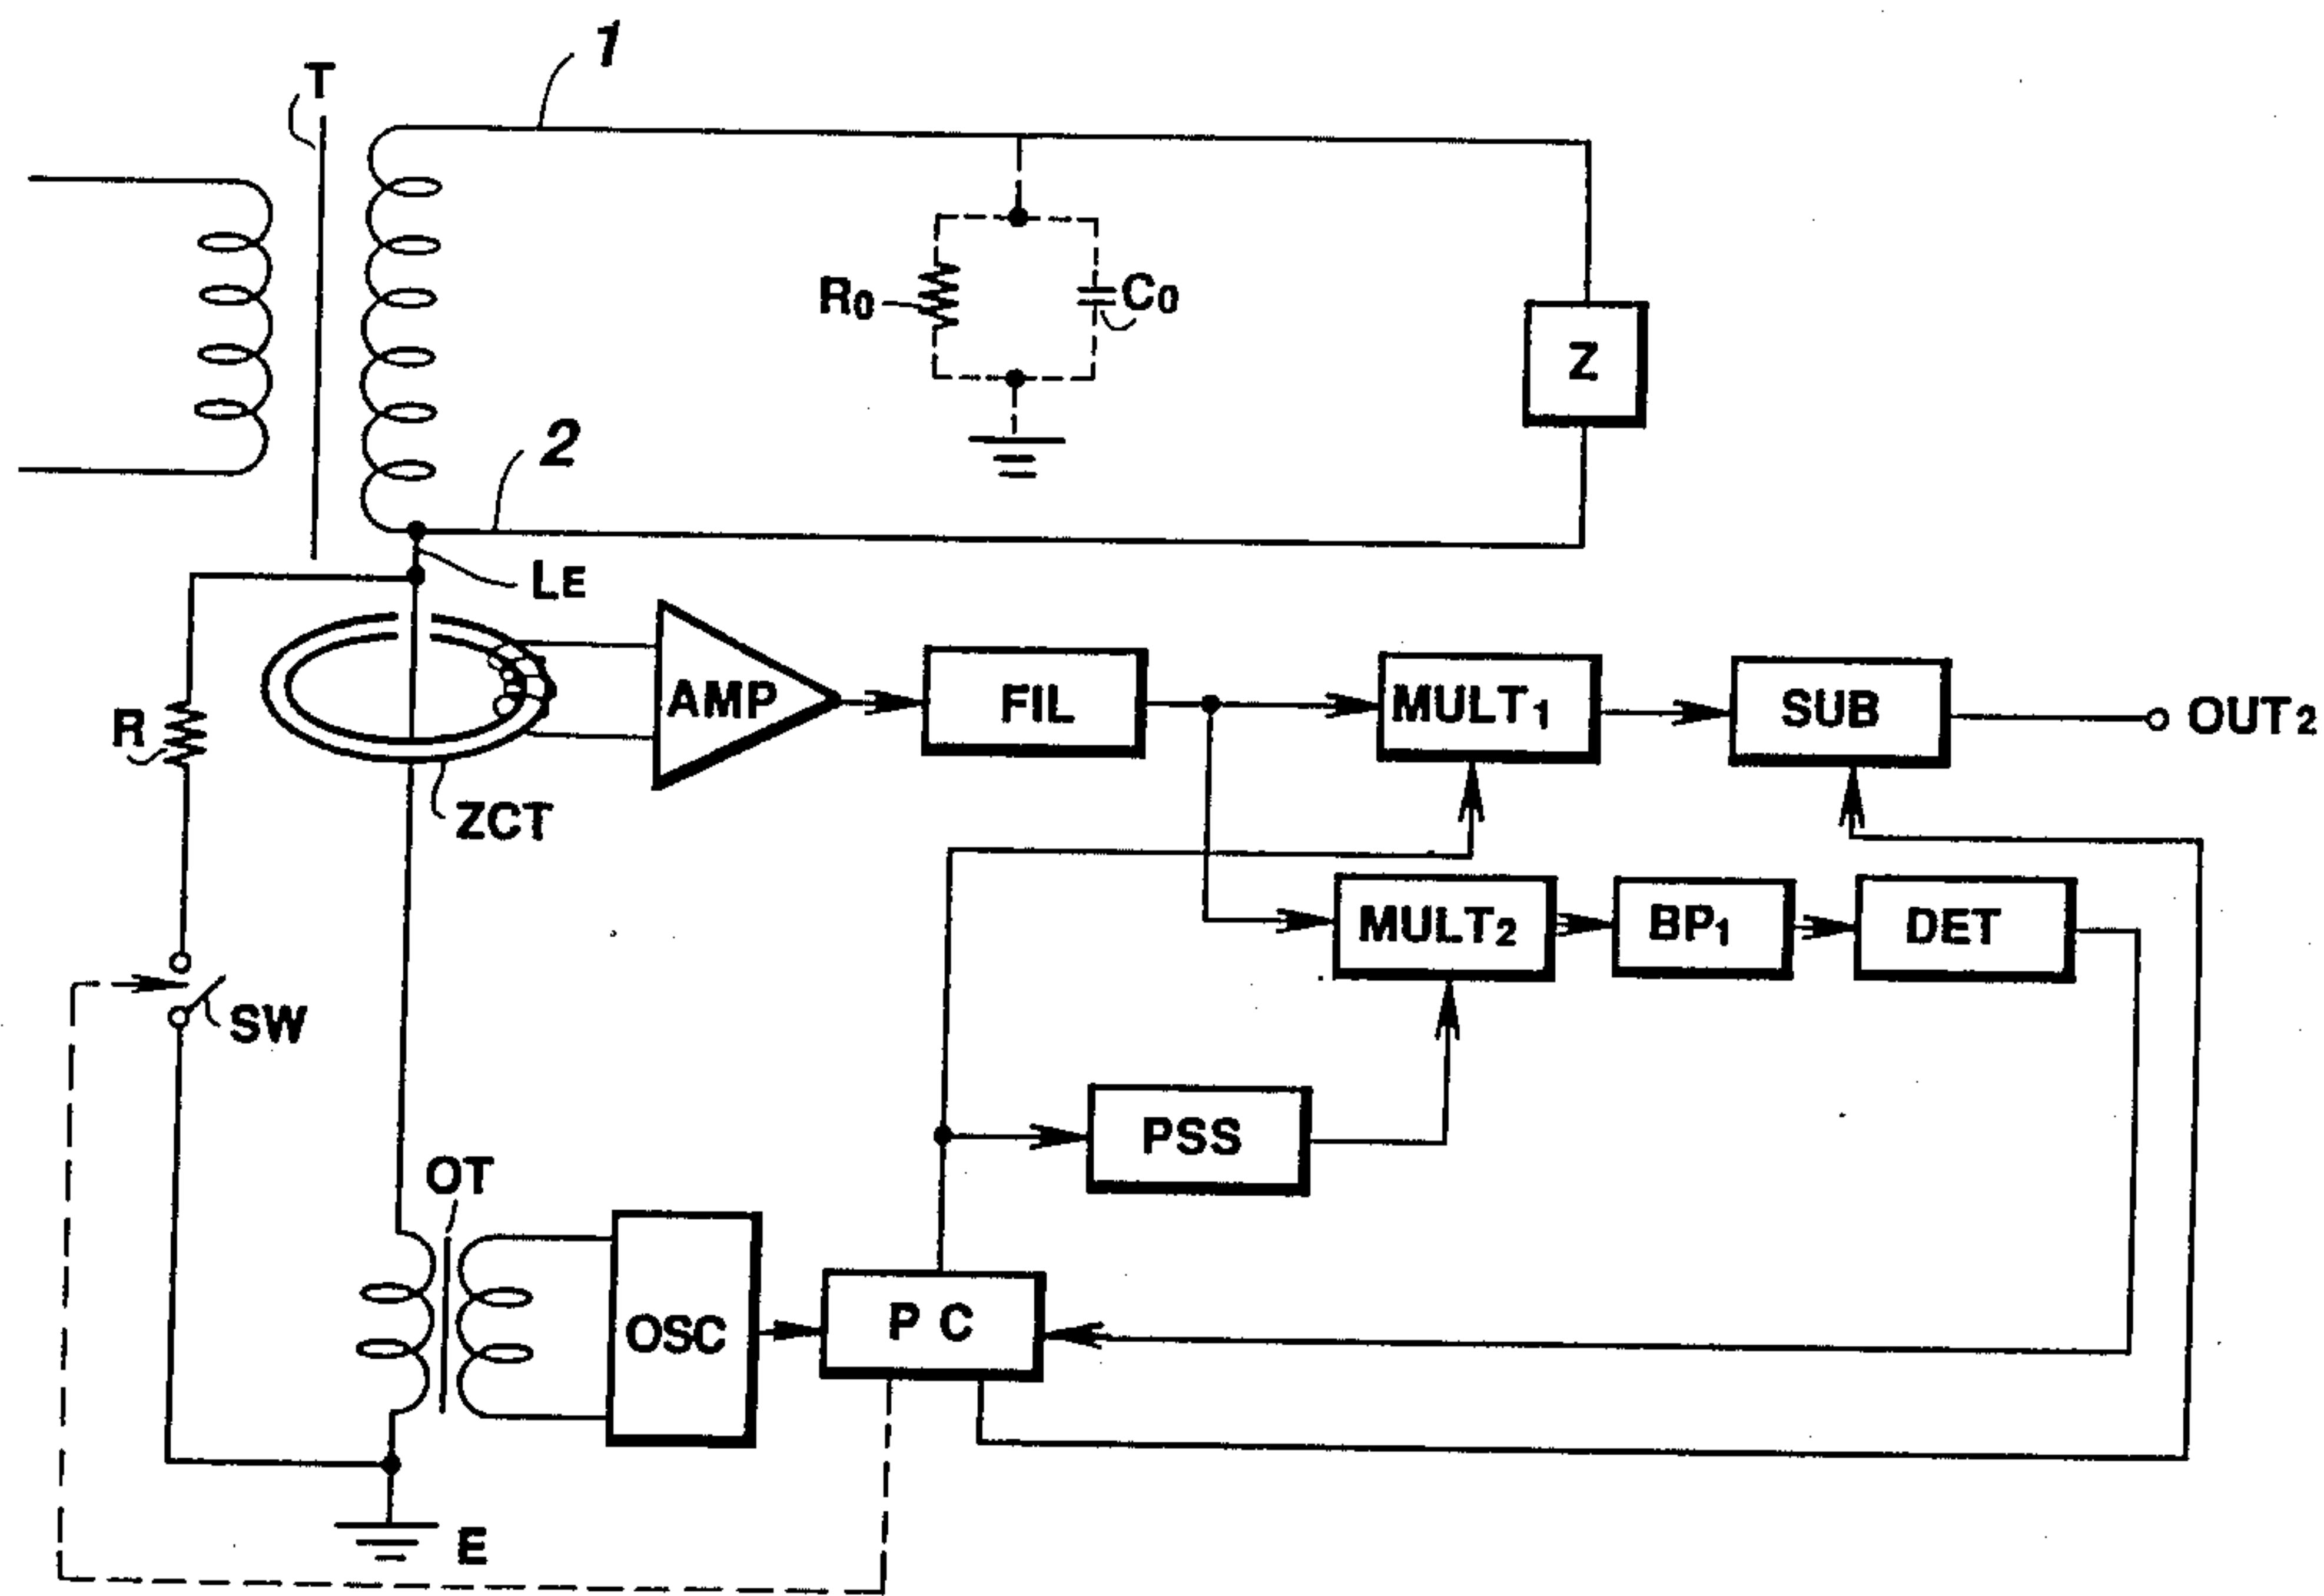 1
T
R0
C0
Z
2
LE
AMP
FIL
MULT1
SUB
OUT2
R
ZCT
MULT2
BP1
DET
SW
PSS
OT
OSC
P C
E